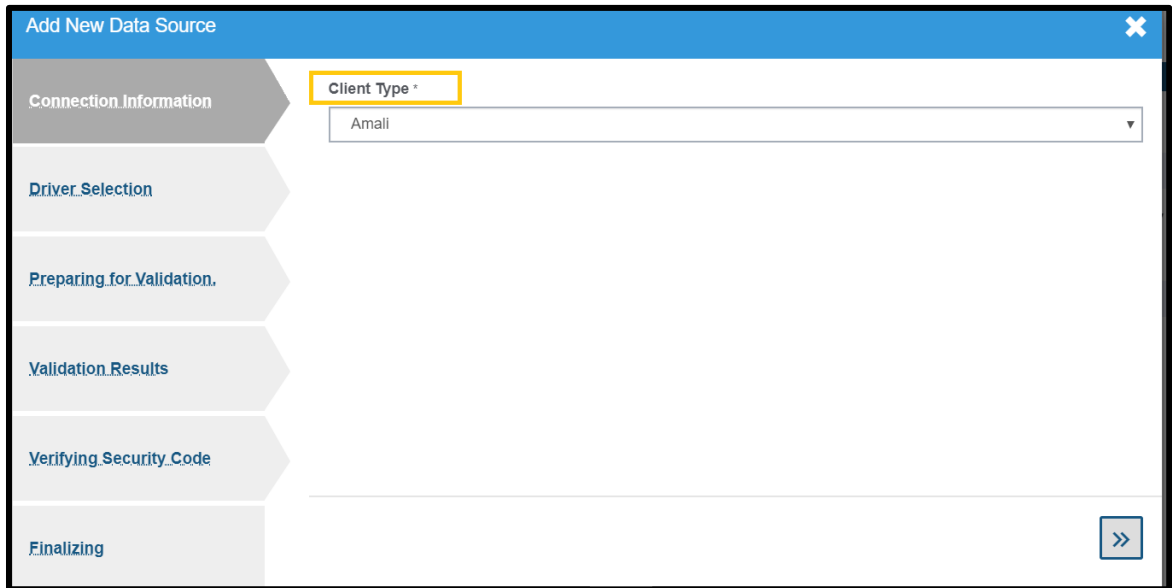 Add New Data Source
Connection Information
Client Type *
Amali
Driver Selection
Preparing for Validation.
Validation Results
Verifying Security Code
Finalizing